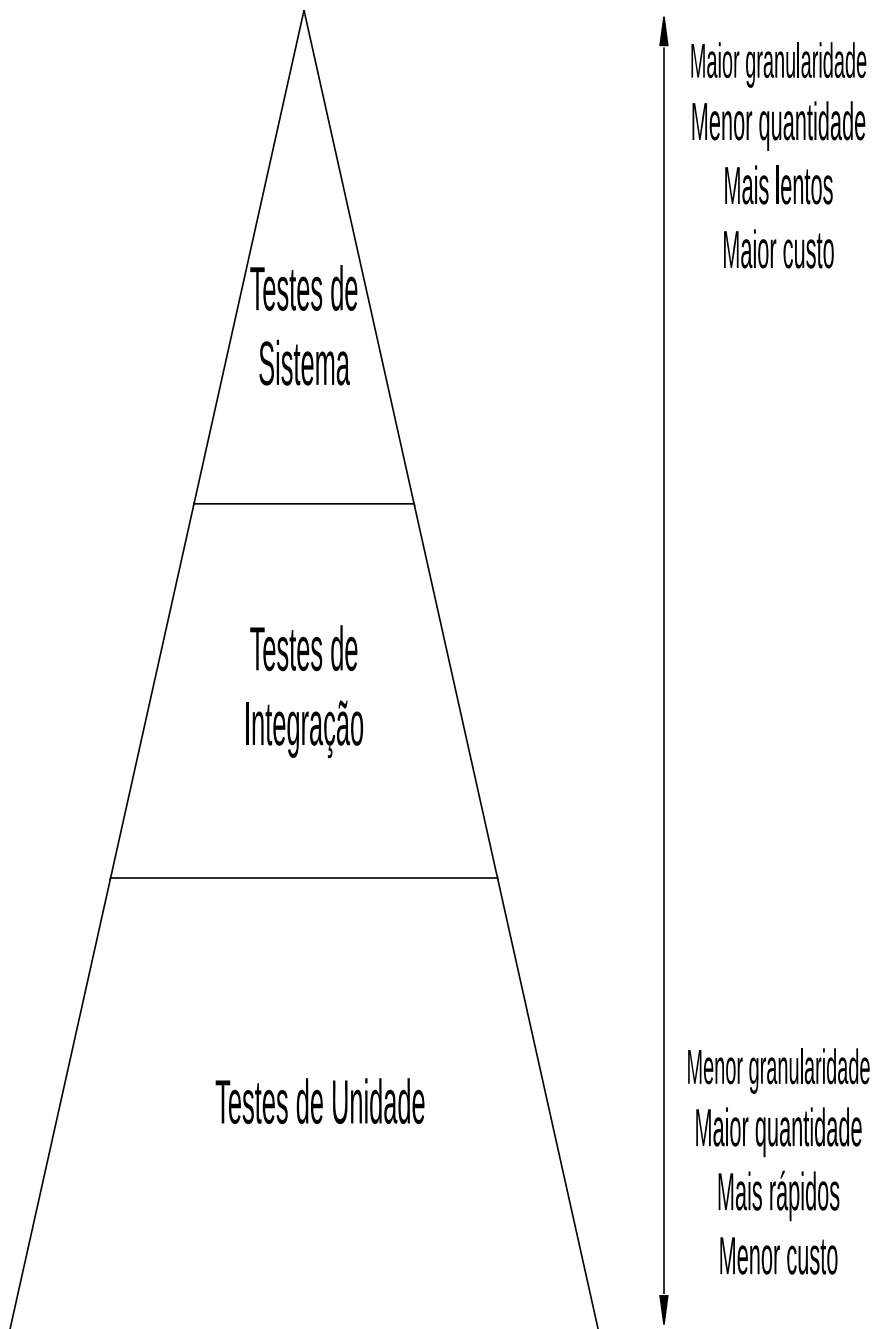 Maior granularidade
Menor quantidade
Mais lentos
Maior custo
Testes de
Sistema
Testes de
Integração
Testes de Unidade
Menor granularidade
Maior quantidade
Mais rápidos
Menor custo